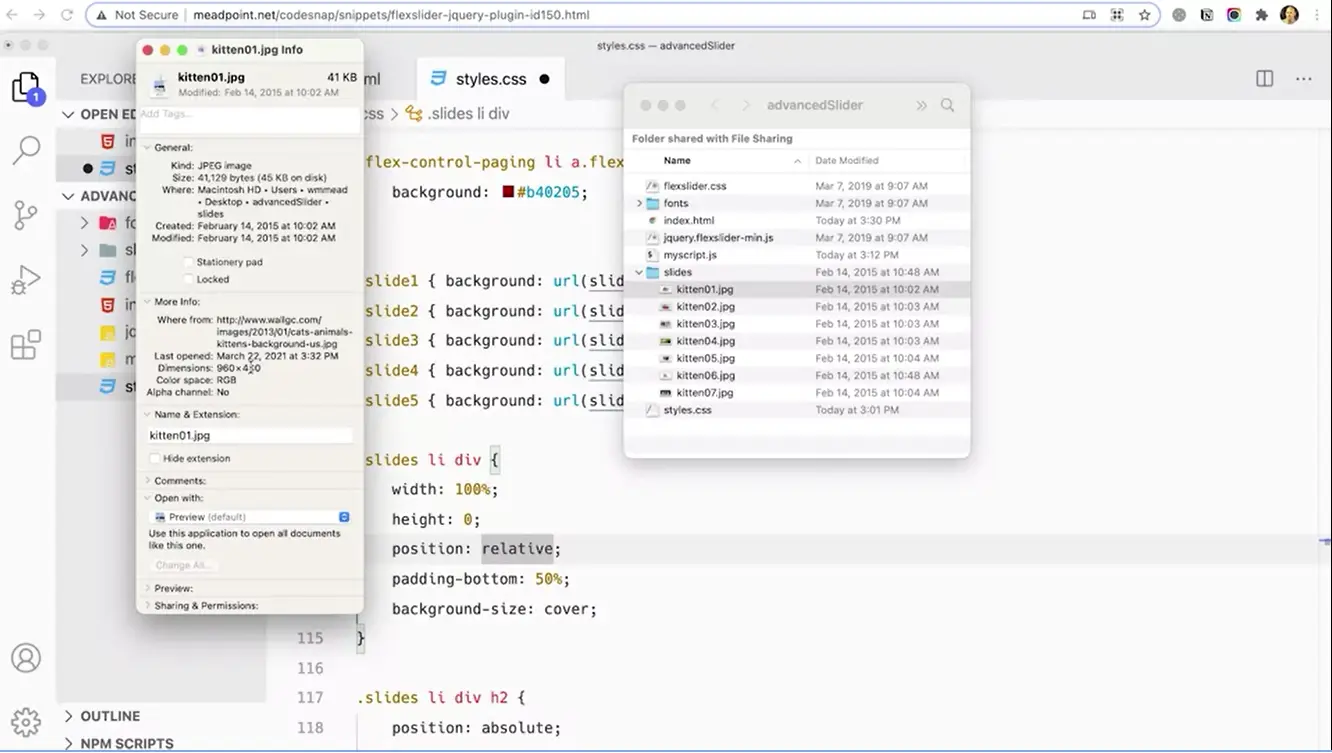 Not Secure | meadpoint.net/codesnap/snippets/flexslider-jquery-plugin-id150.html
styles.css — advancedSlider
kitten01.jpg Info
kitten01.jpg 41 KB
Modified: Feb 14, 2015 at 10:02 AM
Add Tags...
General:
Kind: JPEG image
Size: 41,129 bytes (45 KB on disk)
Where: Macintosh HD • Users • wmmead
• Desktop • advancedSlider •
slides
Created: February 14, 2015 at 10:02 AM
Modified: February 14, 2015 at 10:02 AM
Stationery pad
Locked
More Info:
Where from: http://www.wallgc.com/
images/2013/01/cats-animals-
kittens-background-us.jpg
Last opened: March 22, 2021 at 3:32 PM
Dimensions:
Color space: RGB
Alpha channel: No
Name & Extension:
kitten01.jpg
Hide extension
Comments:
Open with:
Preview (default)
Use this application to open all documents
like this one.
Change All...
Preview:
Sharing & Permissions:
EXPLORE
1
OPEN ED
in
st
ADVANC
fo
sl
fl
in
jq
m
st
OUTLINE
NPM SCRIPTS
ml
styles.css
css > .slides li div
flex-control-paging li a.flex
background: #b40205;
slide1 { background: url(slid
slide2 { background: url(slid
slide3 { background: url(slid
slide4 { background: url(slid
slide5 { background: url(slid
slides li div {
width: 100%;
height: 0;
position: relative;
padding-bottom: 50%;
background-size: cover;
115 }
116
117 .slides li div h2 {
118 position: absolute;
advancedSlider
Folder shared with File Sharing
Name Date Modified
flexslider.css Mar 7, 2019 at 9:07 AM
fonts Mar 7, 2019 at 9:07 AM
index.html Today at 3:30 PM
jquery.flexslider-min.js Mar 7, 2019 at 9:07 AM
myscript.js Today at 3:12 PM
slides Feb 14, 2015 at 10:48 AM
kitten01.jpg Feb 14, 2015 at 10:02 AM
kitten02.jpg Feb 14, 2015 at 10:03 AM
kitten03.jpg Feb 14, 2015 at 10:03 AM
kitten04.jpg Feb 14, 2015 at 10:03 AM
kitten05.jpg Feb 14, 2015 at 10:04 AM
kitten06.jpg Feb 14, 2015 at 10:48 AM
kitten07.jpg Feb 14, 2015 at 10:04 AM
styles.css Today at 3:01 PM